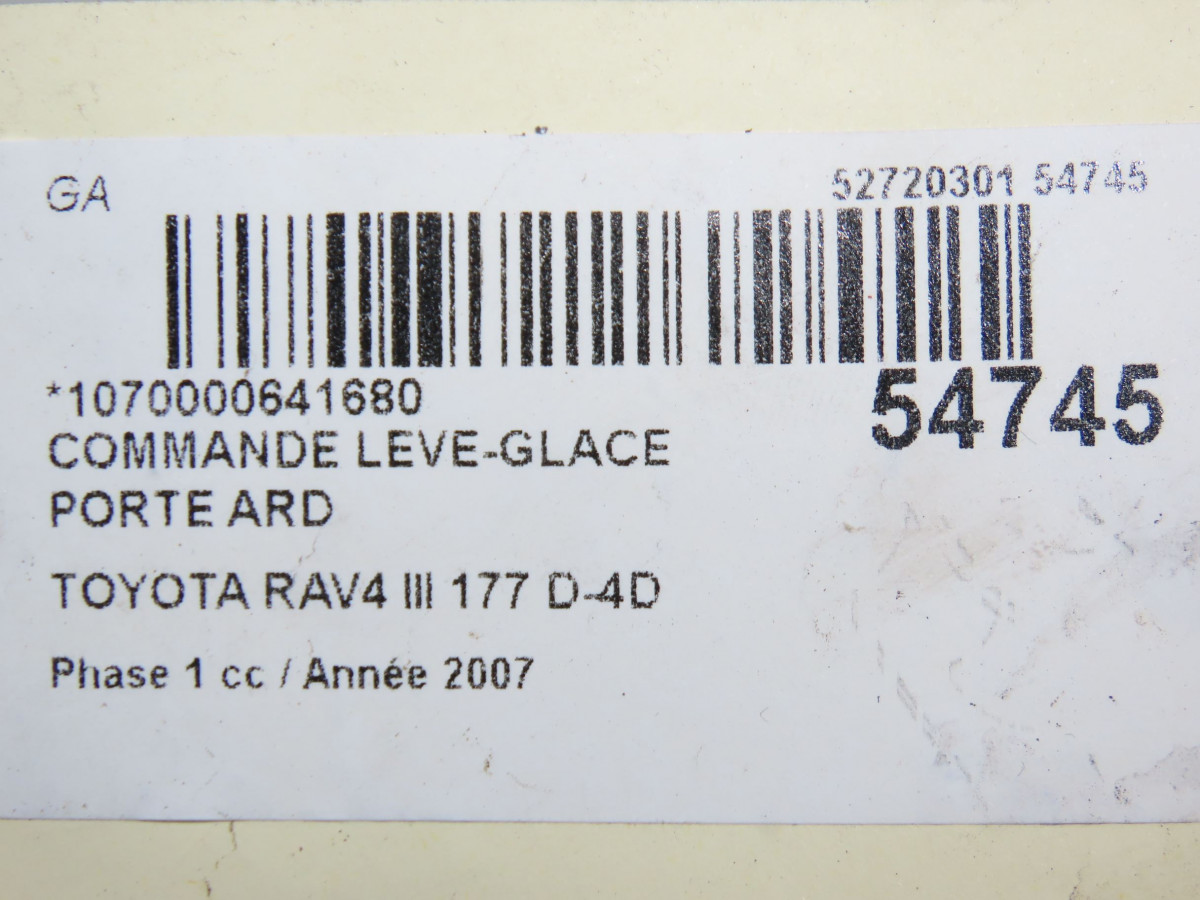 GA
52720301 54745
*1070000641680
54745
COMMANDE LEVE-GLACE
PORTE ARD
TOYOTA RAV4 III 177 D-4D
Phase 1 cc / Année 2007